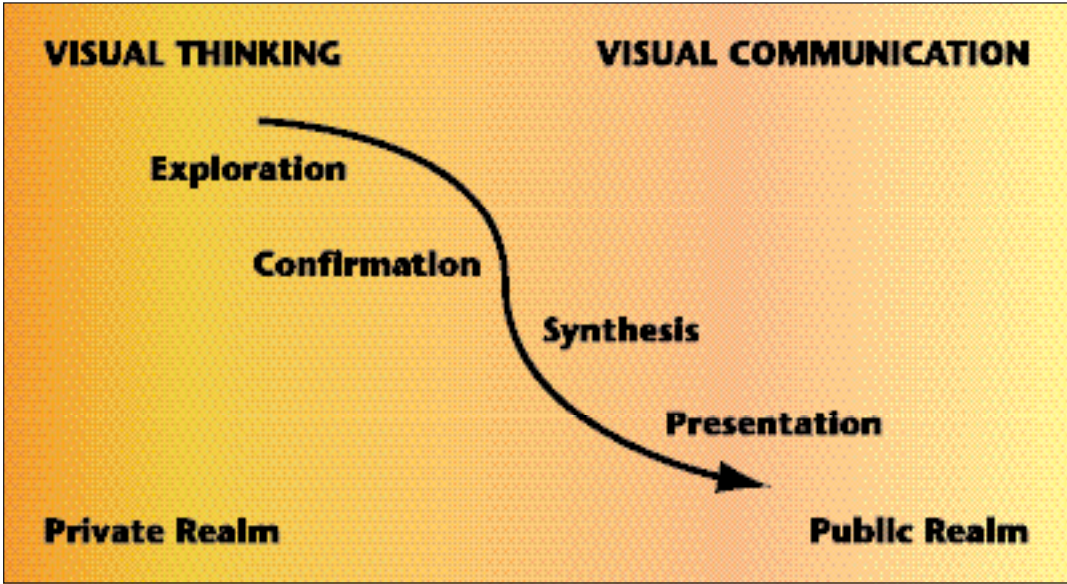 VISUAL THINKING
VISUAL COMMUNICATION
Exploration
Confirmation
Synthesis
Presentation
Private Realm
Public Realm